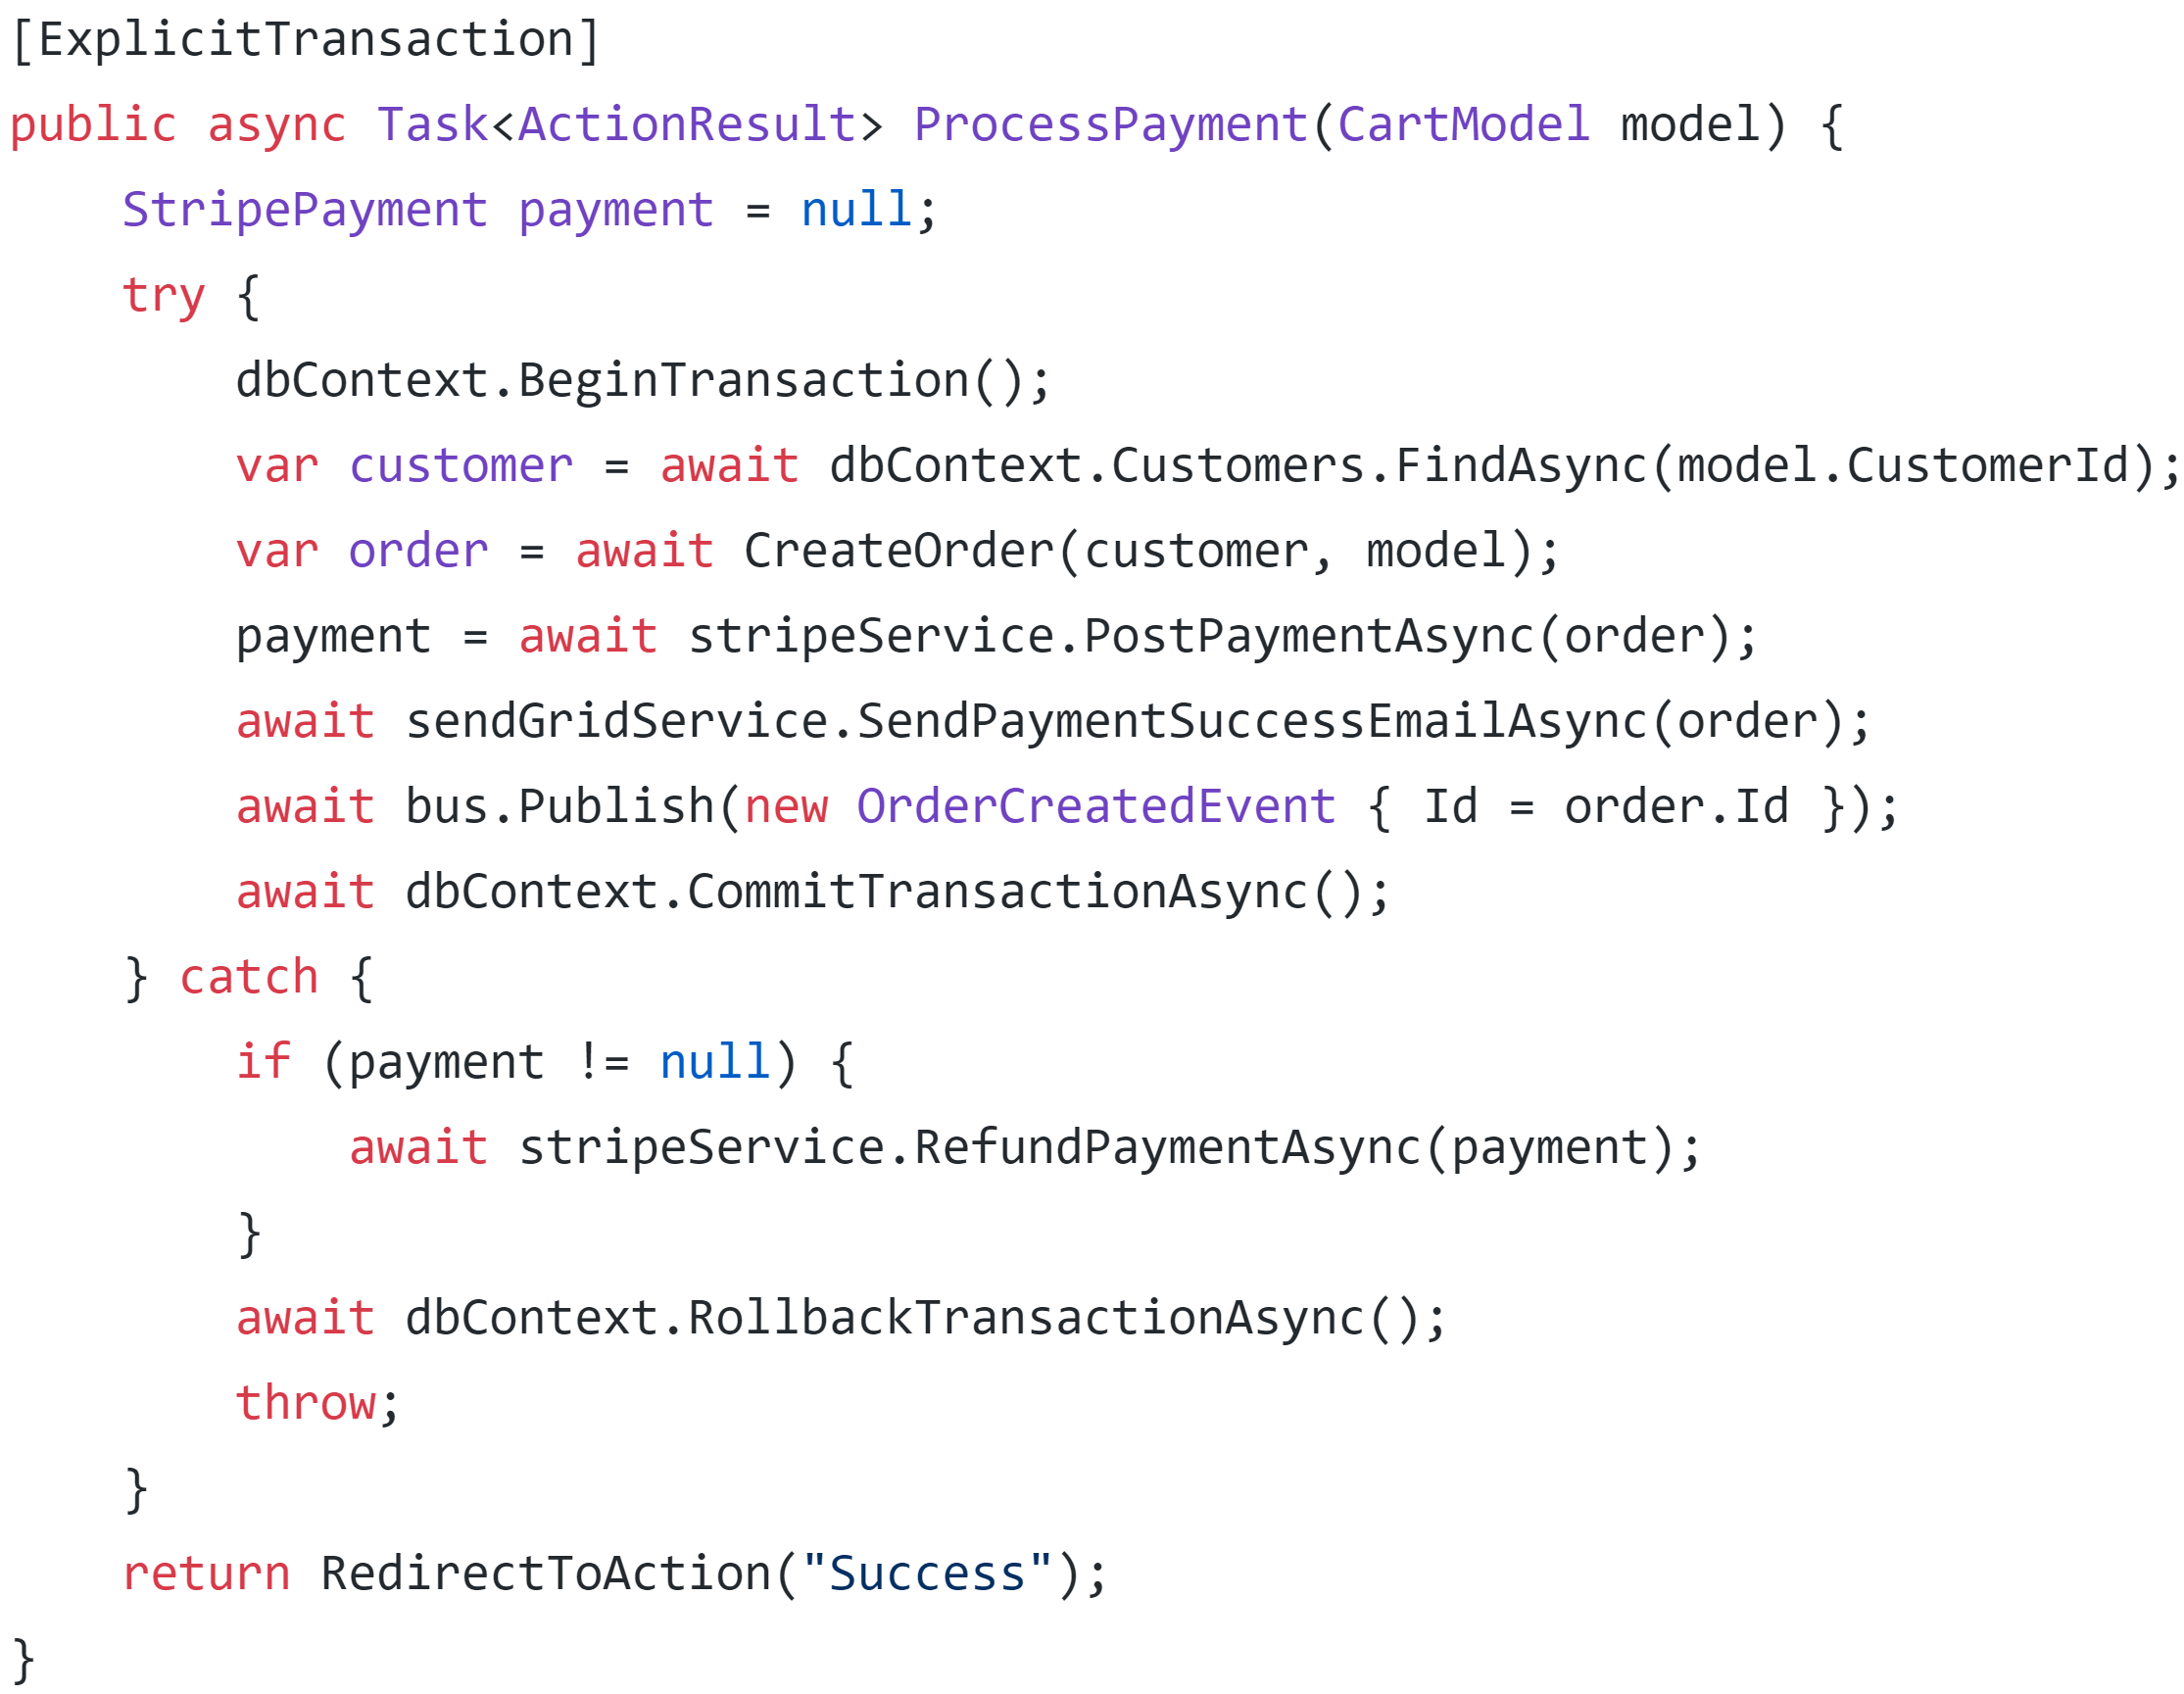 [ExplicitTransaction]
public async Task<ActionResult> ProcessPayment(CartModel model) {
    StripePayment payment = null;
    try {
        dbContext.BeginTransaction();
        var customer = await dbContext.Customers.FindAsync(model.CustomerId);
        var order = await CreateOrder(customer, model);
        payment = await stripeService.PostPaymentAsync(order);
        await sendGridService.SendPaymentSuccessEmailAsync(order);
        await bus.Publish(new OrderCreatedEvent { Id = order.Id });
        await dbContext.CommitTransactionAsync();
    } catch {
        if (payment != null) {
            await stripeService.RefundPaymentAsync(payment);
        }
        await dbContext.RollbackTransactionAsync();
        throw;
    }
    return RedirectToAction("Success");
}